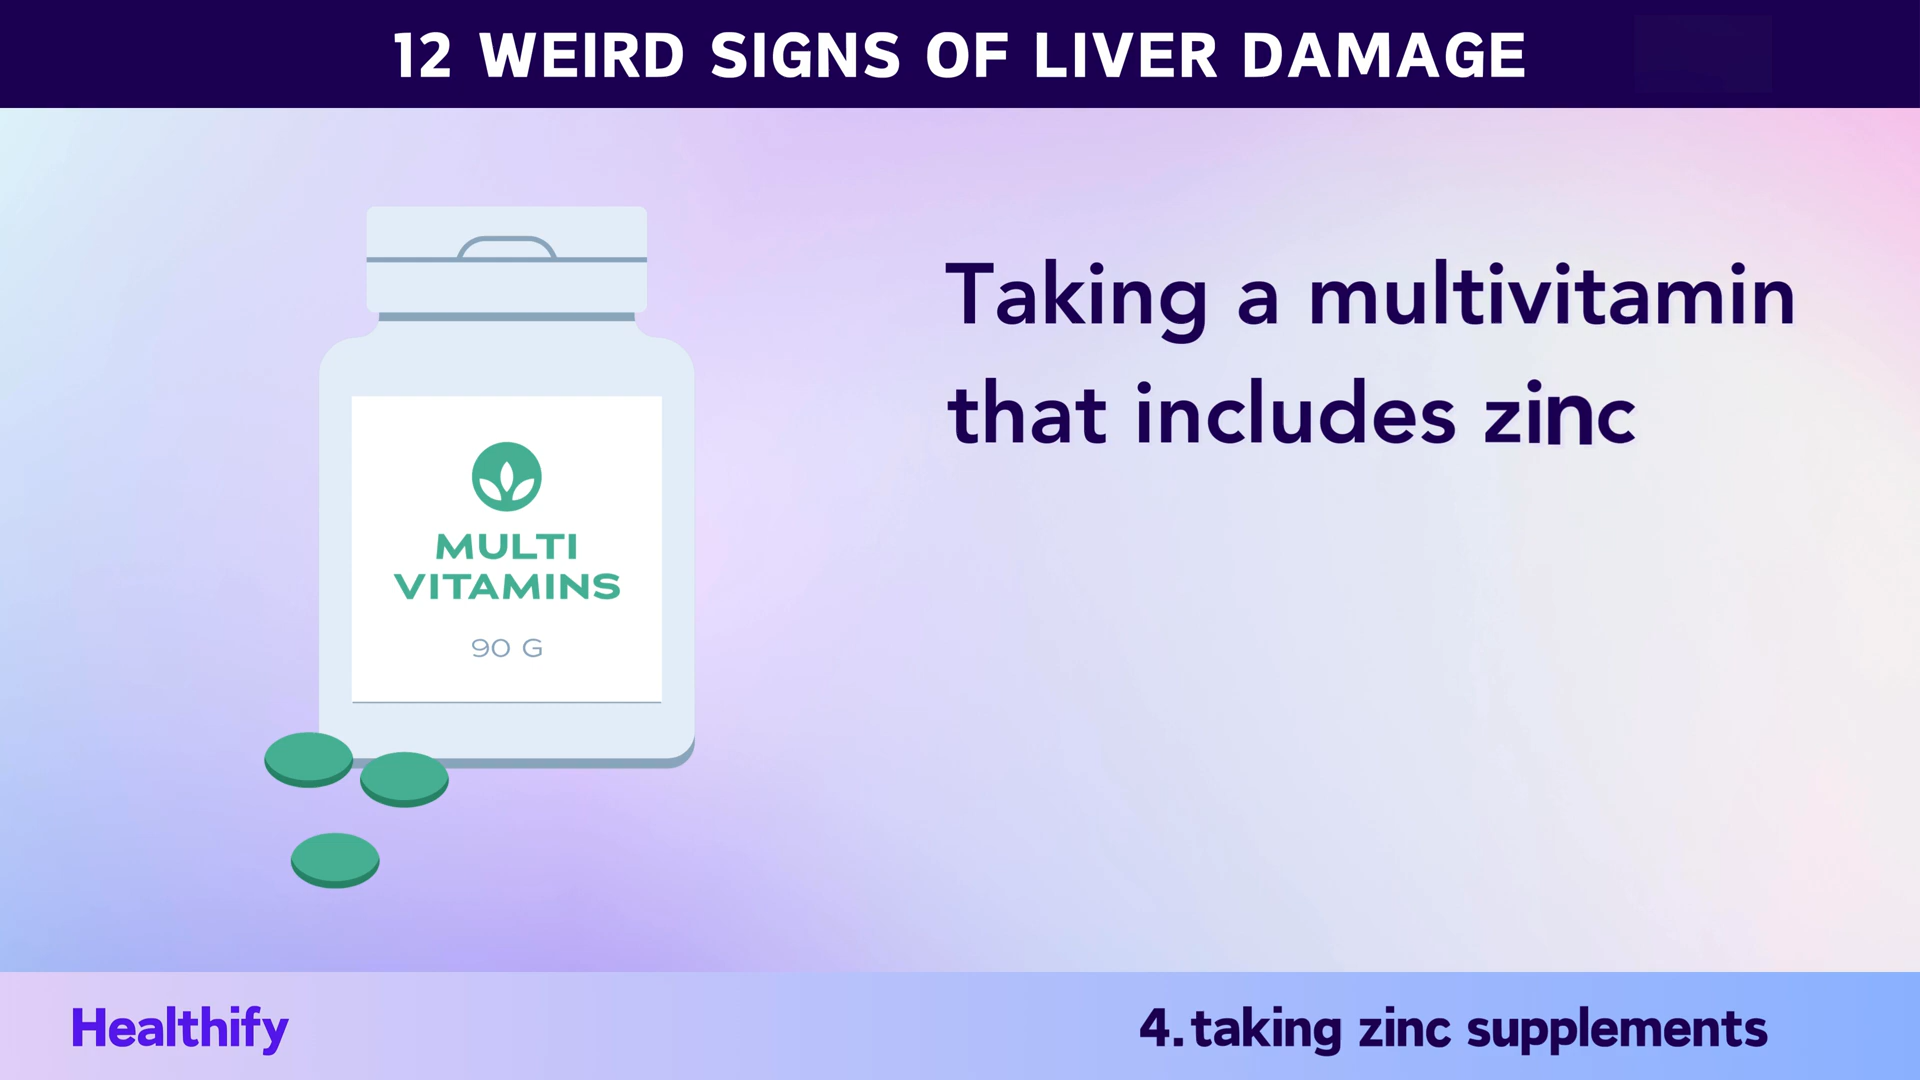 12 WEIRD SIGNS OF LIVER DAMAGE
Taking a multivitamin
that includes zinc
MULTI
VITAMINS
90 G
Healthify
4. taking zinc supplements